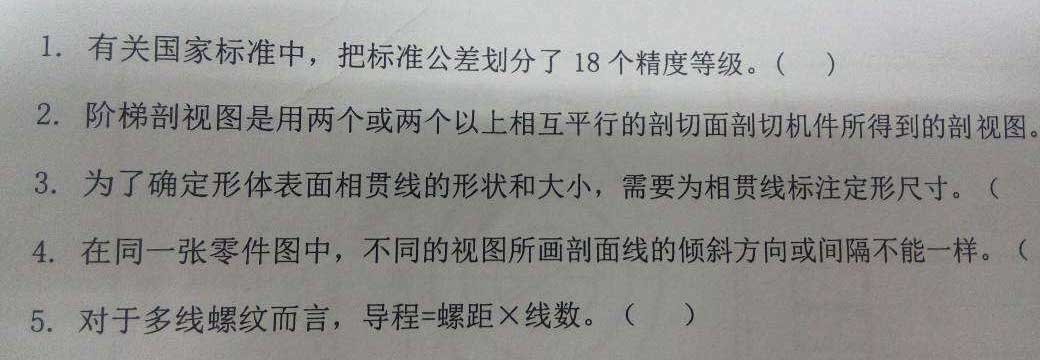 1. 有关国家标准中，把标准公差划分了 18 个精度等级。(    )
2. 阶梯剖视图是用两个或两个以上相互平行的剖切面剖切机件所得到的剖视图。
3. 为了确定形体表面相贯线的形状和大小，需要为相贯线标注定形尺寸。（
4. 在同一张零件图中，不同的视图所画剖面线的倾斜方向或间隔不能一样。（
5. 对于多线螺纹而言，导程=螺距×线数。（    ）